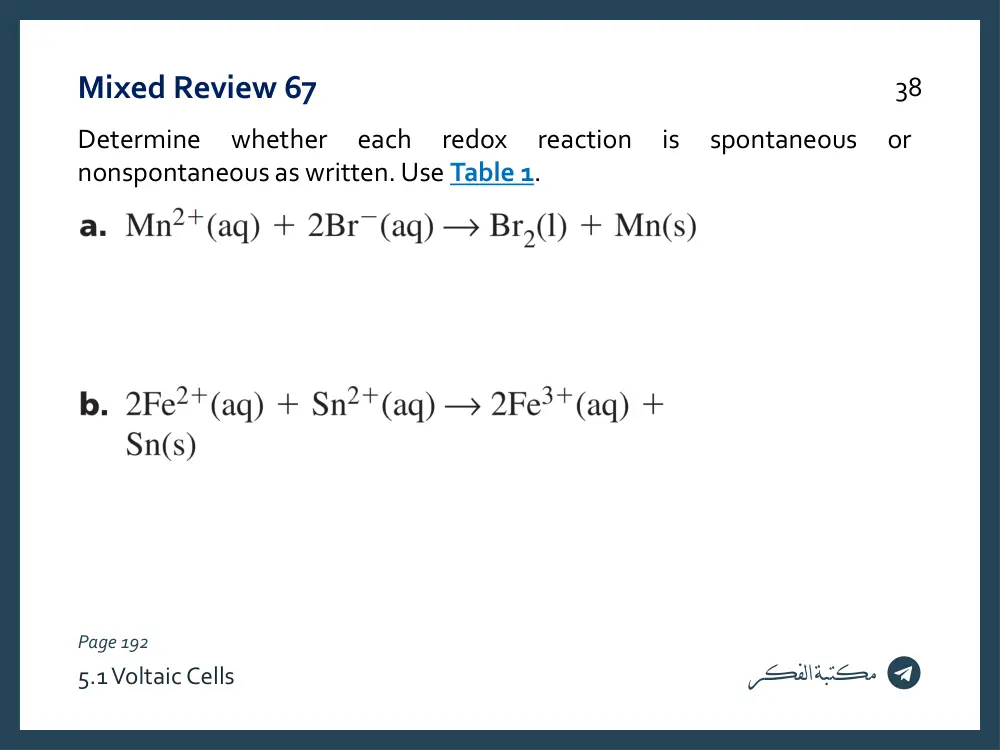 Mixed Review 67
38
Determine whether each redox reaction is spontaneous or
nonspontaneous as written. Use Table 1.
a. Mn²⁺(aq) + 2Br⁻(aq) → Br₂(l) + Mn(s)
b. 2Fe²⁺(aq) + Sn²⁺(aq) → 2Fe³⁺(aq) +
Sn(s)
Page 192
5.1 Voltaic Cells
مكتبة الفكر